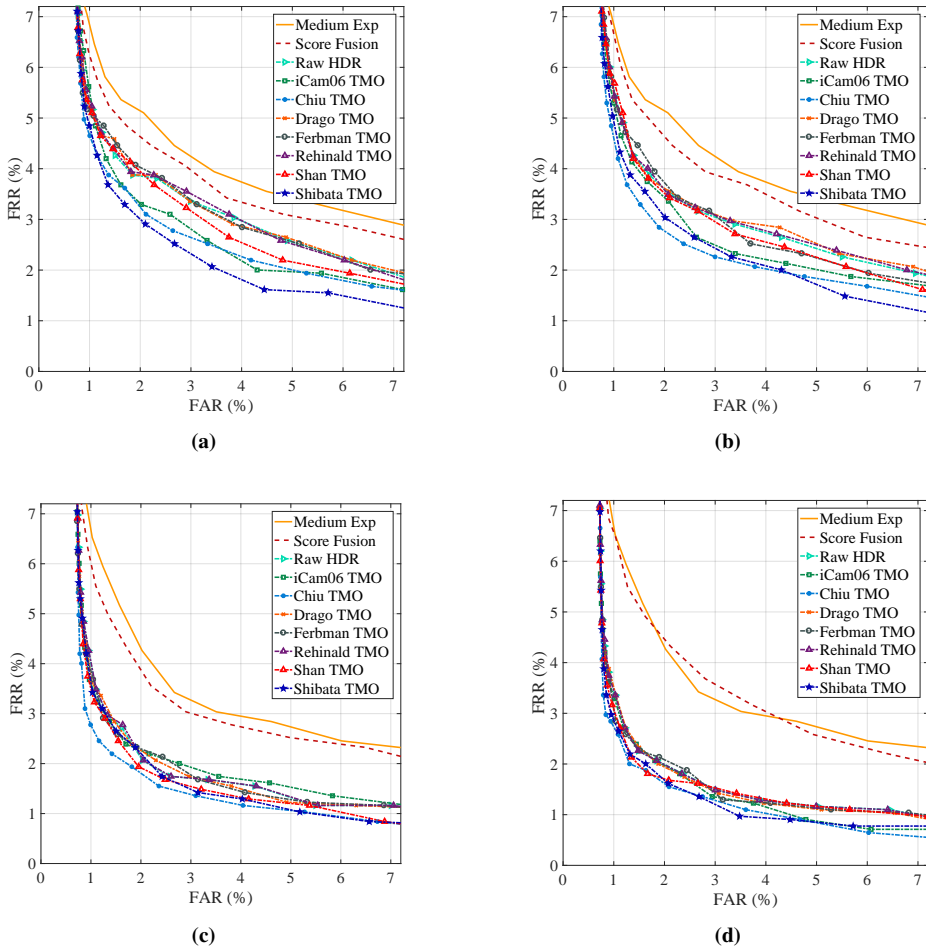 7
6
5
4
3
2
1
0
FRR (%)
0 1 2 3 4 5 6 7
FAR (%)
Medium Exp
Score Fusion
Raw HDR
iCam06 TMO
Chiu TMO
Drago TMO
Ferbman TMO
Rehinald TMO
Shan TMO
Shibata TMO
(a)
7
6
5
4
3
2
1
0
FRR (%)
0 1 2 3 4 5 6 7
FAR (%)
Medium Exp
Score Fusion
Raw HDR
iCam06 TMO
Chiu TMO
Drago TMO
Ferbman TMO
Rehinald TMO
Shan TMO
Shibata TMO
(b)
7
6
5
4
3
2
1
0
FRR (%)
0 1 2 3 4 5 6 7
FAR (%)
Medium Exp
Score Fusion
Raw HDR
iCam06 TMO
Chiu TMO
Drago TMO
Ferbman TMO
Rehinald TMO
Shan TMO
Shibata TMO
(c)
7
6
5
4
3
2
1
0
FRR (%)
0 1 2 3 4 5 6 7
FAR (%)
Medium Exp
Score Fusion
Raw HDR
iCam06 TMO
Chiu TMO
Drago TMO
Ferbman TMO
Rehinald TMO
Shan TMO
Shibata TMO
(d)